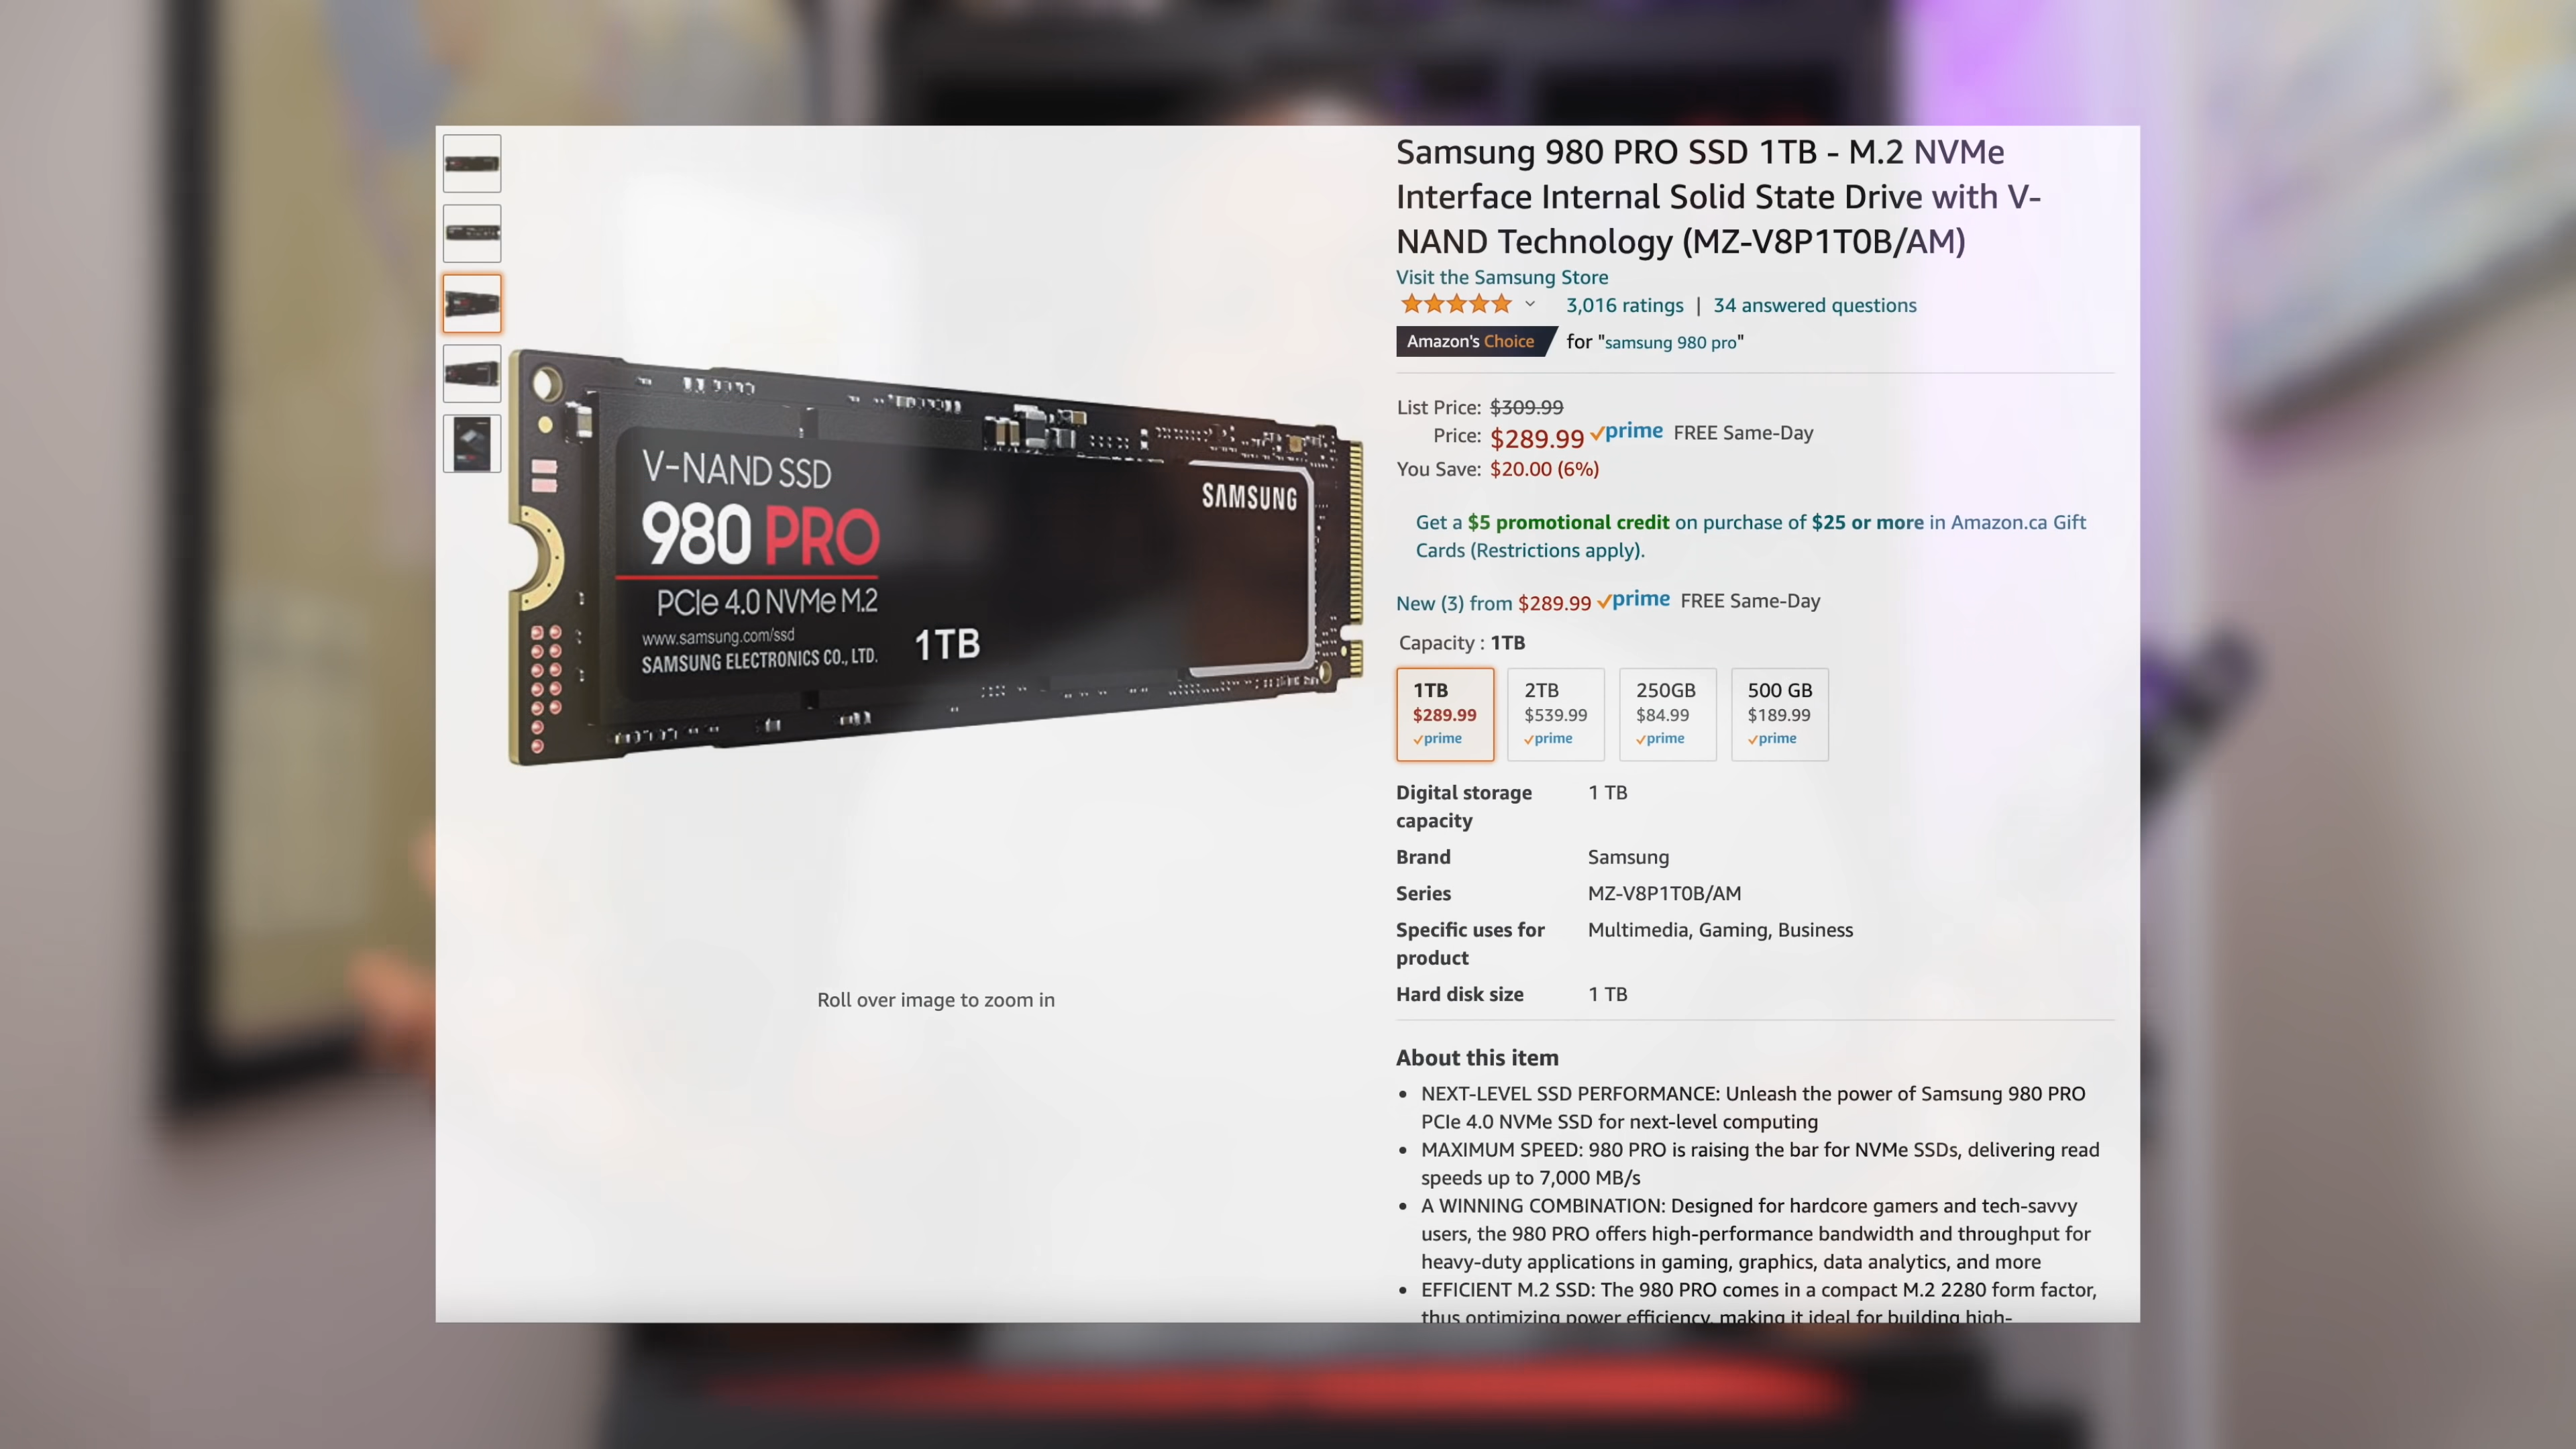 Samsung 980 PRO SSD 1TB - M.2 NVMe
Interface Internal Solid State Drive with V-
NAND Technology (MZ-V8P1T0B/AM)
Visit the Samsung Store
3,016 ratings | 34 answered questions
Amazon's Choice for "samsung 980 pro"
List Price: $309.99
Price: $289.99 prime FREE Same-Day
You Save: $20.00 (6%)
Get a $5 promotional credit on purchase of $25 or more in Amazon.ca Gift
Cards (Restrictions apply).
New (3) from $289.99 prime FREE Same-Day
Capacity : 1TB
1TB
$289.99
prime
2TB
$539.99
prime
250GB
$84.99
prime
500 GB
$189.99
prime
Digital storage
capacity
1 TB
Brand Samsung
Series MZ-V8P1T0B/AM
Specific uses for
product
Multimedia, Gaming, Business
Hard disk size 1 TB
About this item
• NEXT-LEVEL SSD PERFORMANCE: Unleash the power of Samsung 980 PRO
PCIe 4.0 NVMe SSD for next-level computing
• MAXIMUM SPEED: 980 PRO is raising the bar for NVMe SSDs, delivering read
speeds up to 7,000 MB/s
• A WINNING COMBINATION: Designed for hardcore gamers and tech-savvy
users, the 980 PRO offers high-performance bandwidth and throughput for
heavy-duty applications in gaming, graphics, data analytics, and more
• EFFICIENT M.2 SSD: The 980 PRO comes in a compact M.2 2280 form factor,
thus optimizing power efficiency, making it ideal for building high-
V-NAND SSD
980 PRO
PCIe 4.0 NVMe M.2
www.samsung.com/ssd
SAMSUNG ELECTRONICS CO., LTD.
1TB
SAMSUNG
Roll over image to zoom in